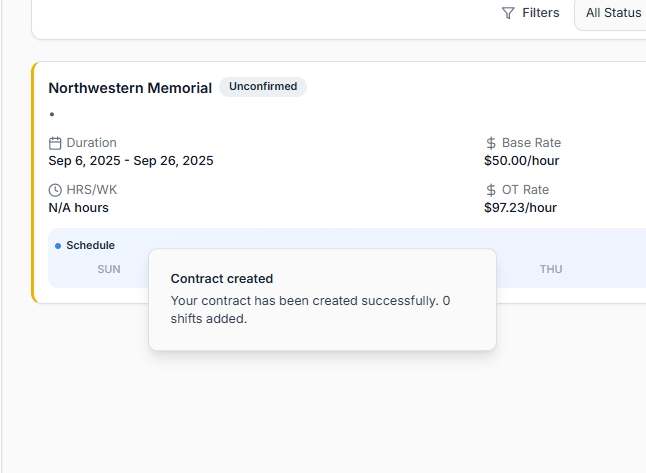 Filters
All Status
Northwestern Memorial
Unconfirmed
•
Duration
$ Base Rate
Sep 6, 2025 - Sep 26, 2025
$50.00/hour
HRS/WK
$ OT Rate
N/A hours
$97.23/hour
Schedule
SUN
THU
Contract created
Your contract has been created successfully. 0
shifts added.